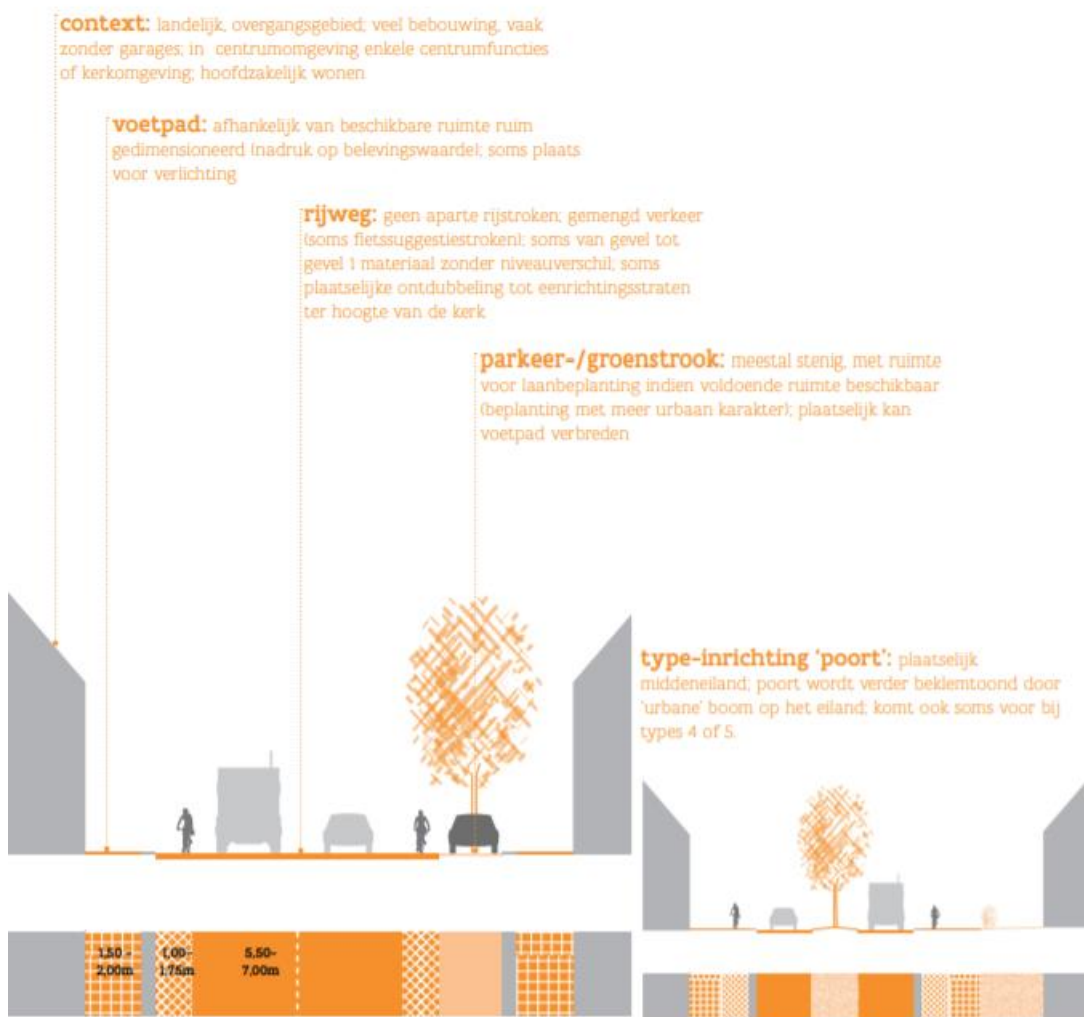 context: landelijk, overgangsgebied; veel bebouwing, vaak
zonder garages; in centrumomgeving enkele centrumfuncties
of kerkomgeving; hoofdzakelijk wonen
voetpad: afhankelijk van beschikbare ruimte ruim
gedimensioneerd (nadruk op belevingswaarde); soms plaats
voor verlichting
rijweg: geen aparte rijstroken; gemengd verkeer
(soms fietssuggestiestroken); soms van gevel tot
gevel 1 materiaal zonder niveauverschil; soms
plaatselijke ontdubbeling tot eenrichtingsstraten
ter hoogte van de kerk
parkeer-/groenstrook: meestal stenig, met ruimte
voor laanbeplanting indien voldoende ruimte beschikbaar
(beplanting met meer urbaan karakter); plaatselijk kan
voetpad verbreden
type-inrichting ‘poort’: plaatselijk
middeneiland; poort wordt verder beklemtoond door
‘urbane’ boom op het eiland; komt ook soms voor bij
types 4 of 5.
1,50 -
2,00m
1,00 -
1,75m
5,50-
7,00m